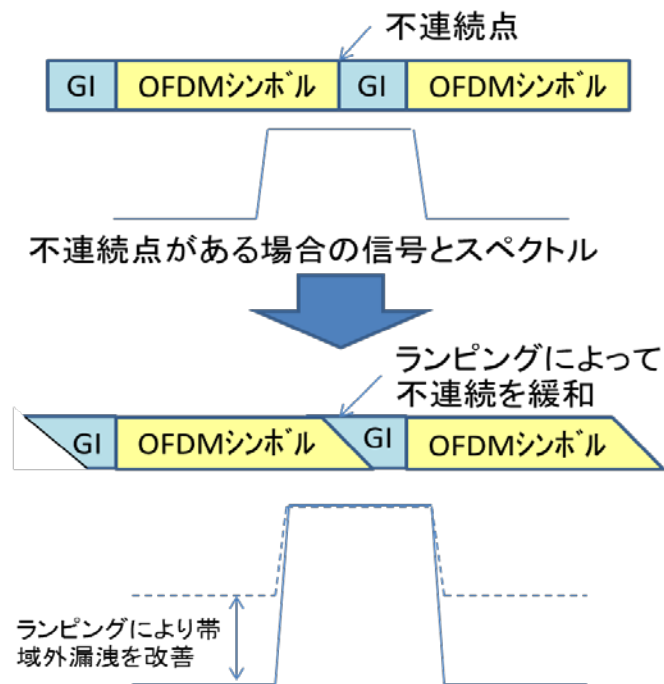 不連続点
GI OFDMシンボル GI OFDMシンボル
不連続点がある場合の信号とスペクトル
ランピングによって
不連続を緩和
GI OFDMシンボル GI OFDMシンボル
ランピングにより帯
域外漏洩を改善